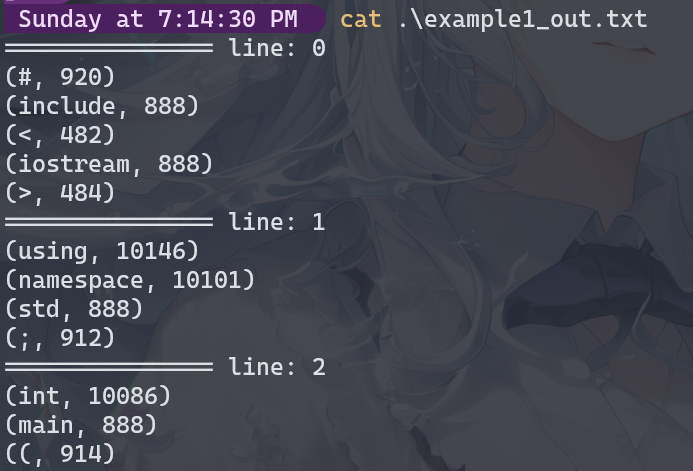 Sunday at 7:14:30 PM cat .\example1_out.txt
==================== line: 0
(#, 920)
(include, 888)
(<, 482)
(iostream, 888)
(>, 484)
==================== line: 1
(using, 10146)
(namespace, 10101)
(std, 888)
(;, 912)
==================== line: 2
(int, 10086)
(main, 888)
((, 914)